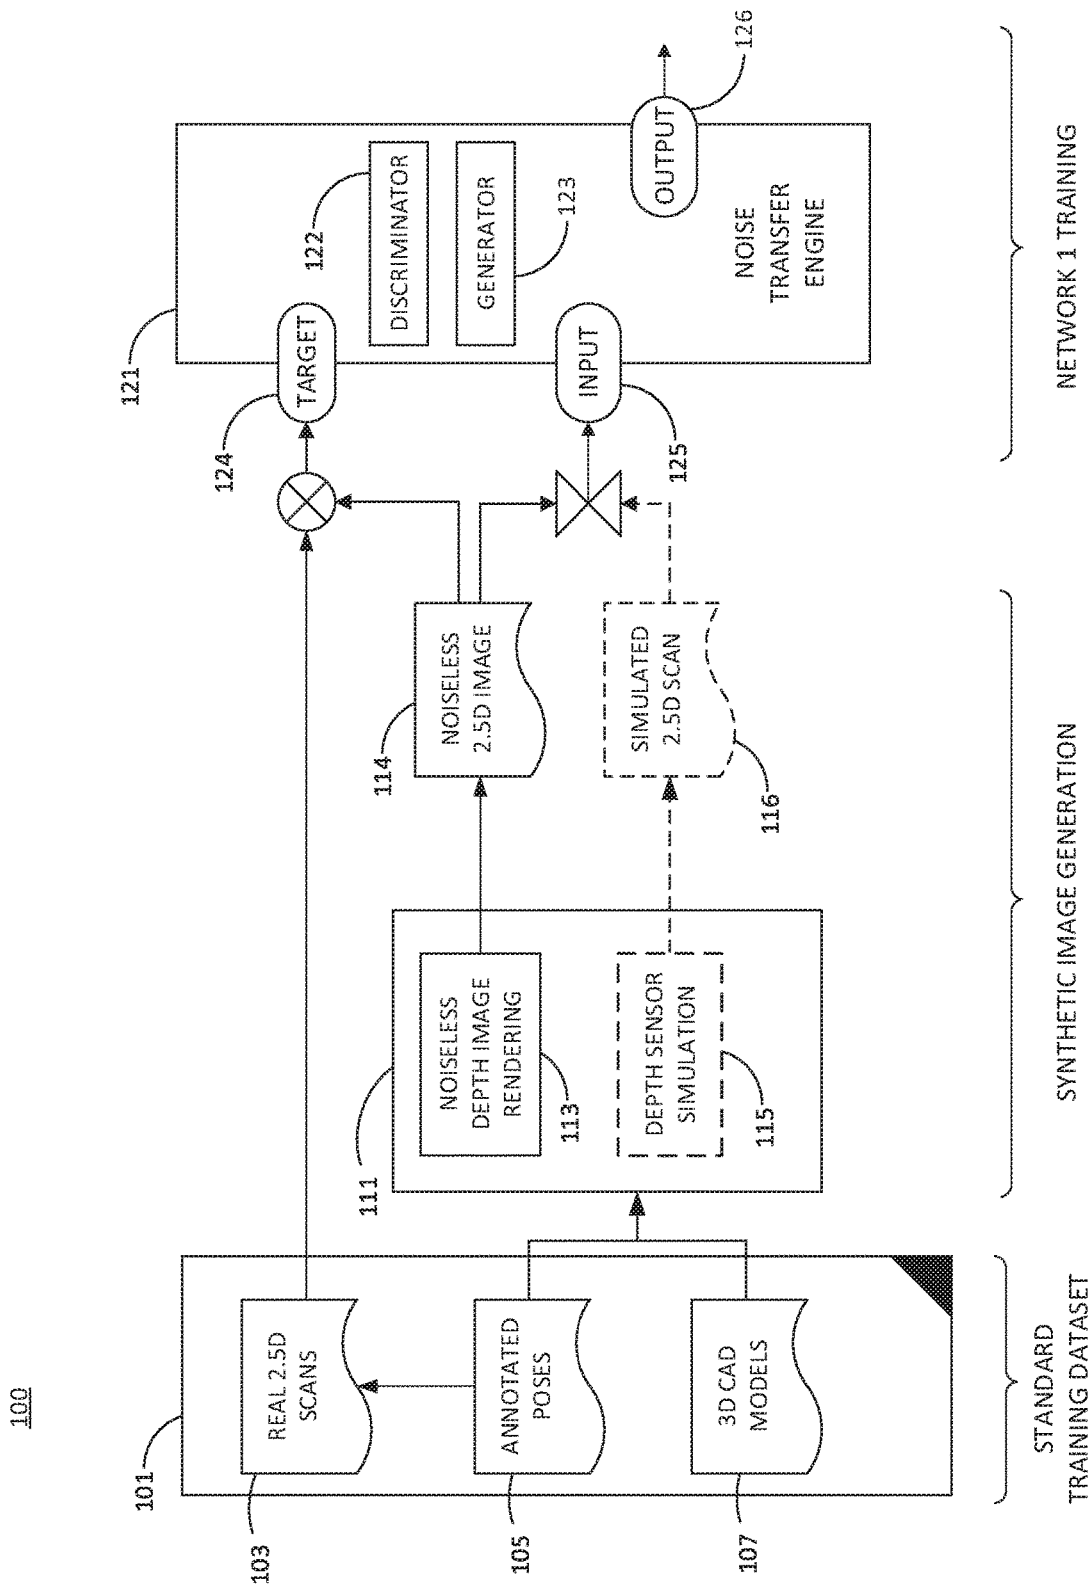 100
101
103
REAL 2.5D
SCANS
105
ANNOTATED
POSES
107
3D CAD
MODELS
STANDARD
TRAINING DATASET
111
NOISELESS
DEPTH IMAGE
RENDERING
113
DEPTH SENSOR
SIMULATION
115
114
NOISELESS
2.5D IMAGE
SIMULATED
2.5D SCAN
116
SYNTHETIC IMAGE GENERATION
121
124
TARGET
122
DISCRIMINATOR
GENERATOR
123
INPUT
125
OUTPUT
126
NOISE
TRANSFER
ENGINE
NETWORK 1 TRAINING